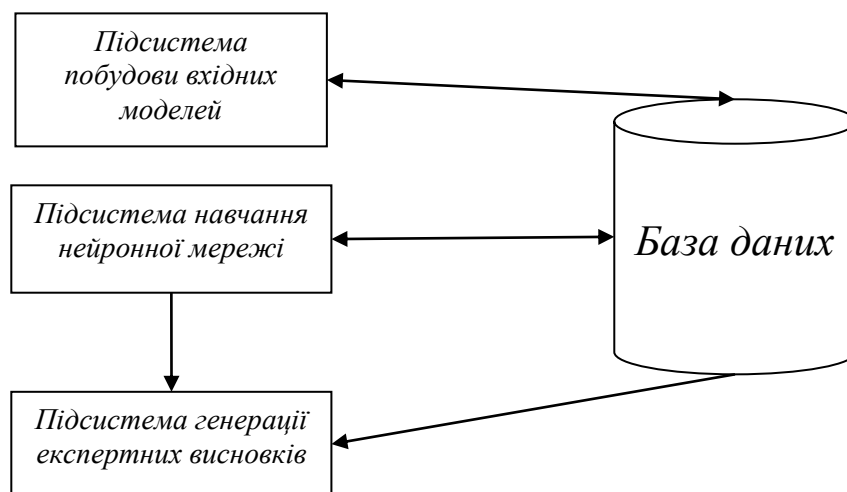 Підсистема
побудови вхідних
моделей
Підсистема навчання
нейронної мережі
База даних
Підсистема генерації
експертних висновків